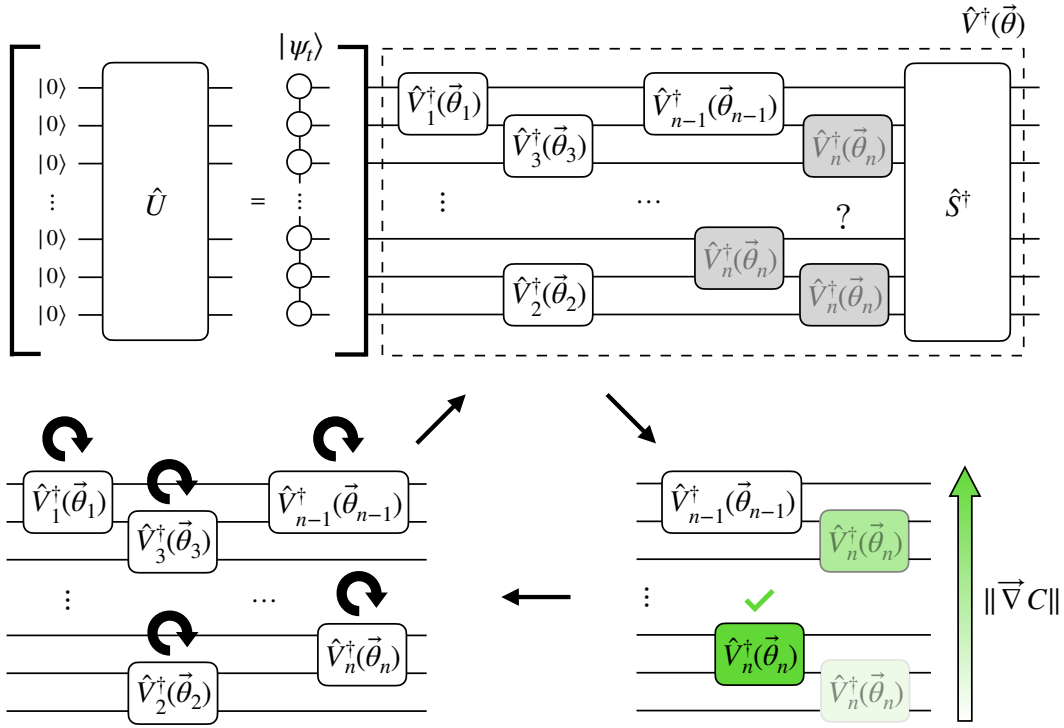 V̂†(θ⃗)
|ψₜ⟩
|0⟩
|0⟩
|0⟩
⋮
|0⟩
|0⟩
|0⟩
Û
=
⋮
V̂₁†(θ⃗₁)
V̂ₙ₋₁†(θ⃗ₙ₋₁)
V̂₃†(θ⃗₃)
V̂ₙ†(θ⃗ₙ)
⋮
...
?
Ŝ†
V̂ₙ†(θ⃗ₙ)
V̂₂†(θ⃗₂)
V̂ₙ†(θ⃗ₙ)
V̂₁†(θ⃗₁)
V̂ₙ₋₁†(θ⃗ₙ₋₁)
V̂₃†(θ⃗₃)
⋮
...
V̂ₙ†(θ⃗ₙ)
V̂₂†(θ⃗₂)
V̂ₙ₋₁†(θ⃗ₙ₋₁)
V̂ₙ†(θ⃗ₙ)
⋮
V̂ₙ†(θ⃗ₙ)
V̂ₙ†(θ⃗ₙ)
‖∇⃗C‖